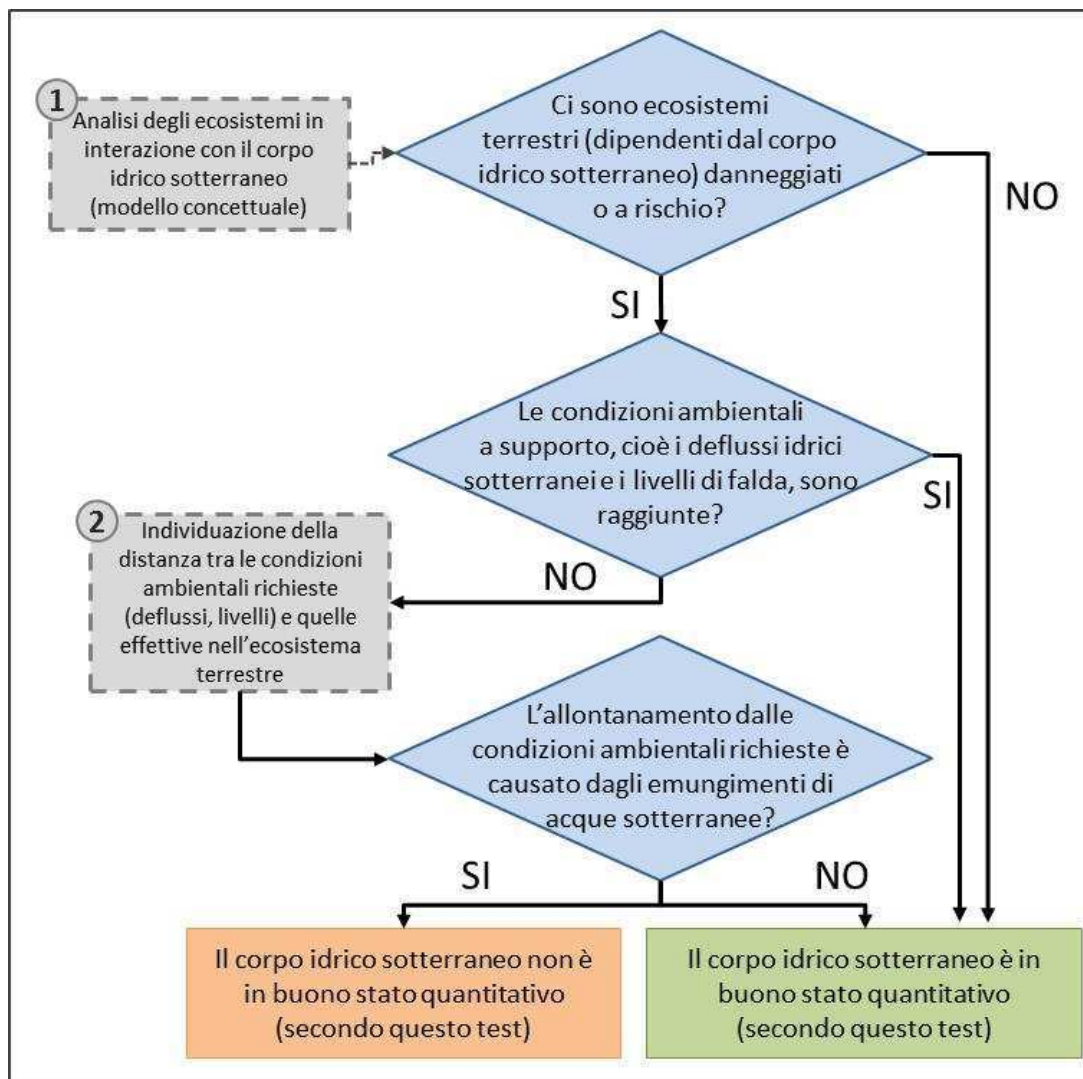 1
Analisi degli ecosistemi in
interazione con il corpo
idrico sotterraneo
(modello concettuale)
Ci sono ecosistemi
terrestri (dipendenti dal corpo
idrico sotterraneo) danneggiati
o a rischio?
NO
SI
Le condizioni ambientali
a supporto, cioè i deflussi idrici
sotterranei e i livelli di falda, sono
raggiunte?
SI
NO
2
Individuazione della
distanza tra le condizioni
ambientali richieste
(deflussi, livelli) e quelle
effettive nell'ecosistema
terrestre
L'allontanamento dalle
condizioni ambientali richieste è
causato dagli emungimenti di
acque sotterranee?
SI
NO
Il corpo idrico sotterraneo non è
in buono stato quantitativo
(secondo questo test)
Il corpo idrico sotterraneo è in
buono stato quantitativo
(secondo questo test)